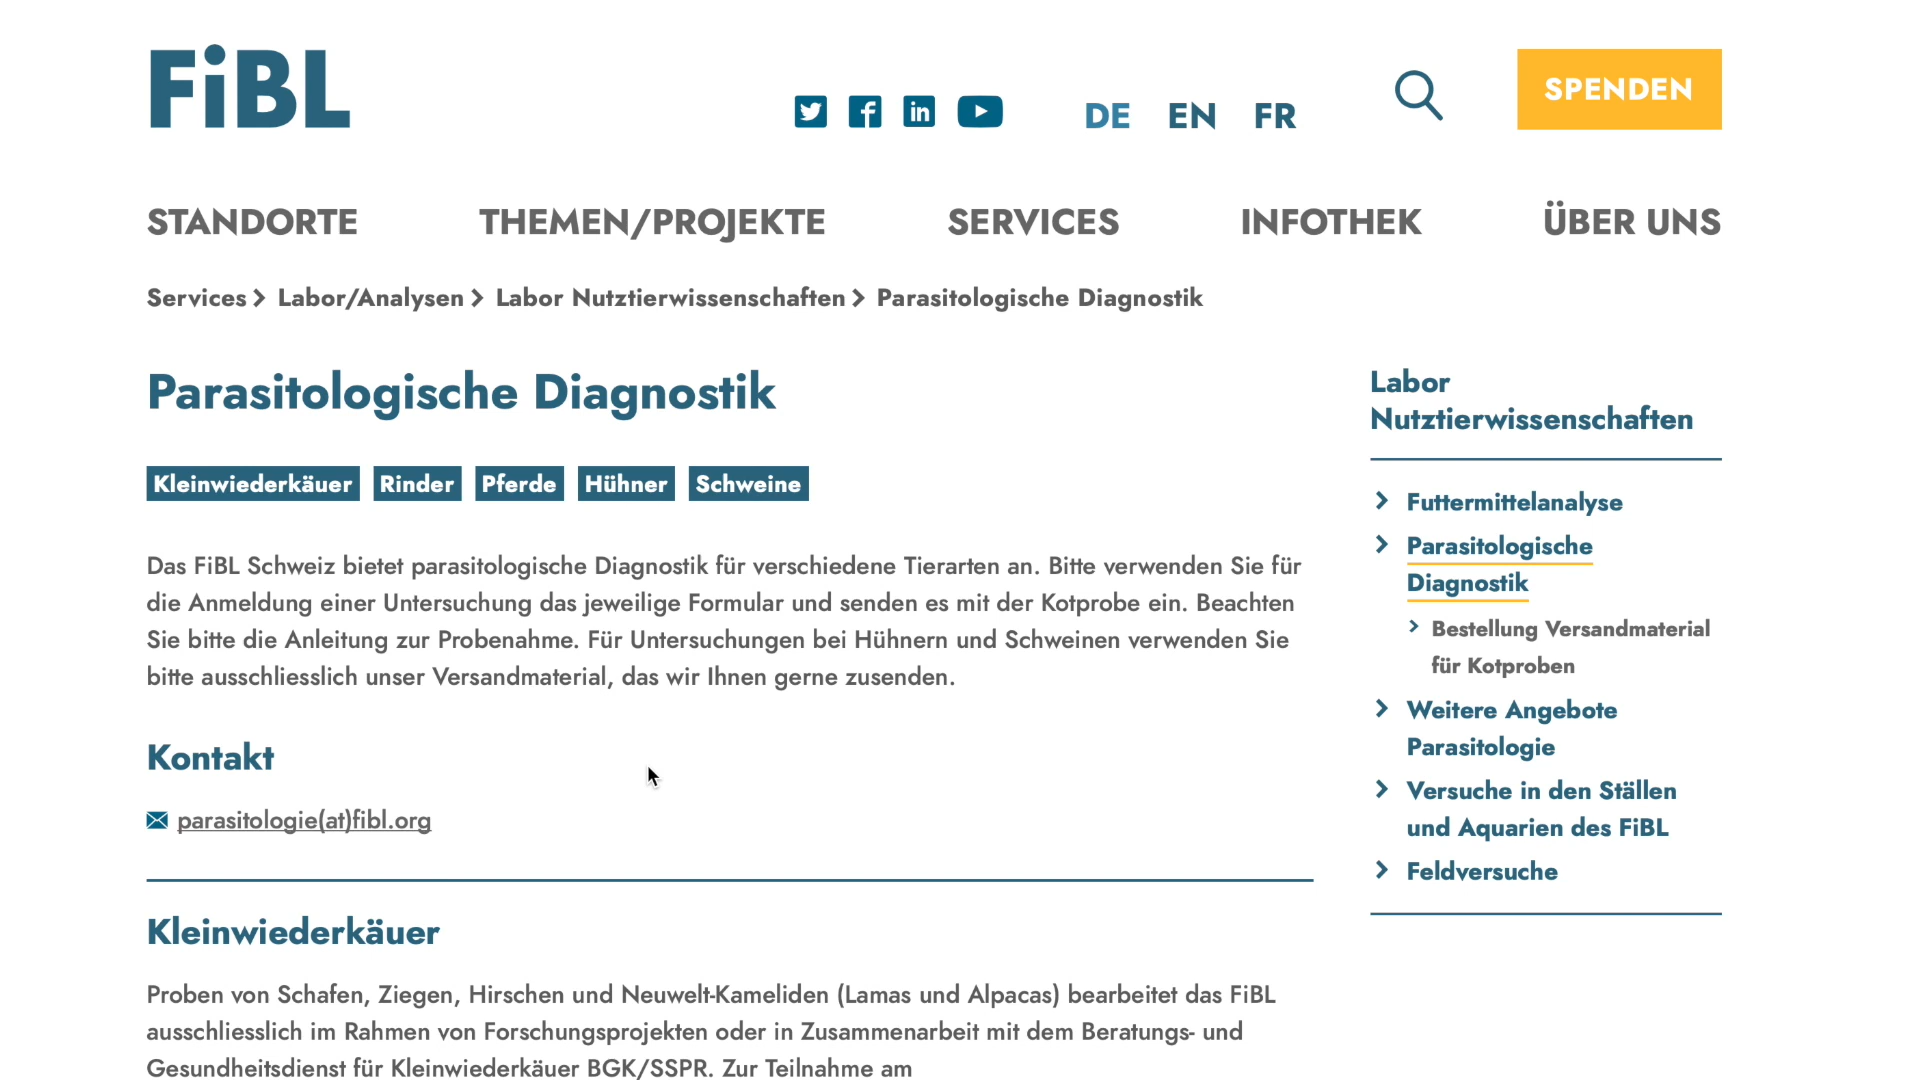 FiBL
DE EN FR
SPENDEN
STANDORTE THEMEN/PROJEKTE SERVICES INFOTHEK ÜBER UNS
Services Labor/Analysen Labor Nutztierwissenschaften Parasitologische Diagnostik
Parasitologische Diagnostik
Kleinwiederkäuer Rinder Pferde Hühner Schweine
Das FiBL Schweiz bietet parasitologische Diagnostik für verschiedene Tierarten an. Bitte verwenden Sie für
die Anmeldung einer Untersuchung das jeweilige Formular und senden es mit der Kotprobe ein. Beachten
Sie bitte die Anleitung zur Probenahme. Für Untersuchungen bei Hühnern und Schweinen verwenden Sie
bitte ausschliesslich unser Versandmaterial, das wir Ihnen gerne zusenden.
Kontakt
parasitologie(at)fibl.org
Kleinwiederkäuer
Proben von Schafen, Ziegen, Hirschen und Neuwelt-Kameliden (Lamas und Alpacas) bearbeitet das FiBL
ausschliesslich im Rahmen von Forschungsprojekten oder in Zusammenarbeit mit dem Beratungs- und
Gesundheitsdienst für Kleinwiederkäuer BGK/SSPR. Zur Teilnahme am
Labor
Nutztierwissenschaften
Futtermittelanalyse
Parasitologische
Diagnostik
Bestellung Versandmaterial
für Kotproben
Weitere Angebote
Parasitologie
Versuche in den Ställen
und Aquarien des FiBL
Feldversuche